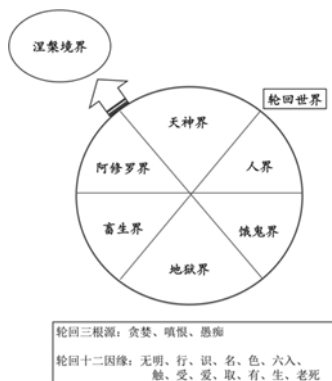 涅槃境界
轮回世界
天神界
阿修罗界
人界
畜生界
饿鬼界
地狱界
轮回三根源：贪婪、嗔恨、愚痴
轮回十二因缘：无明、行、识、名、色、六入、
触、受、爱、取、有、生、老死